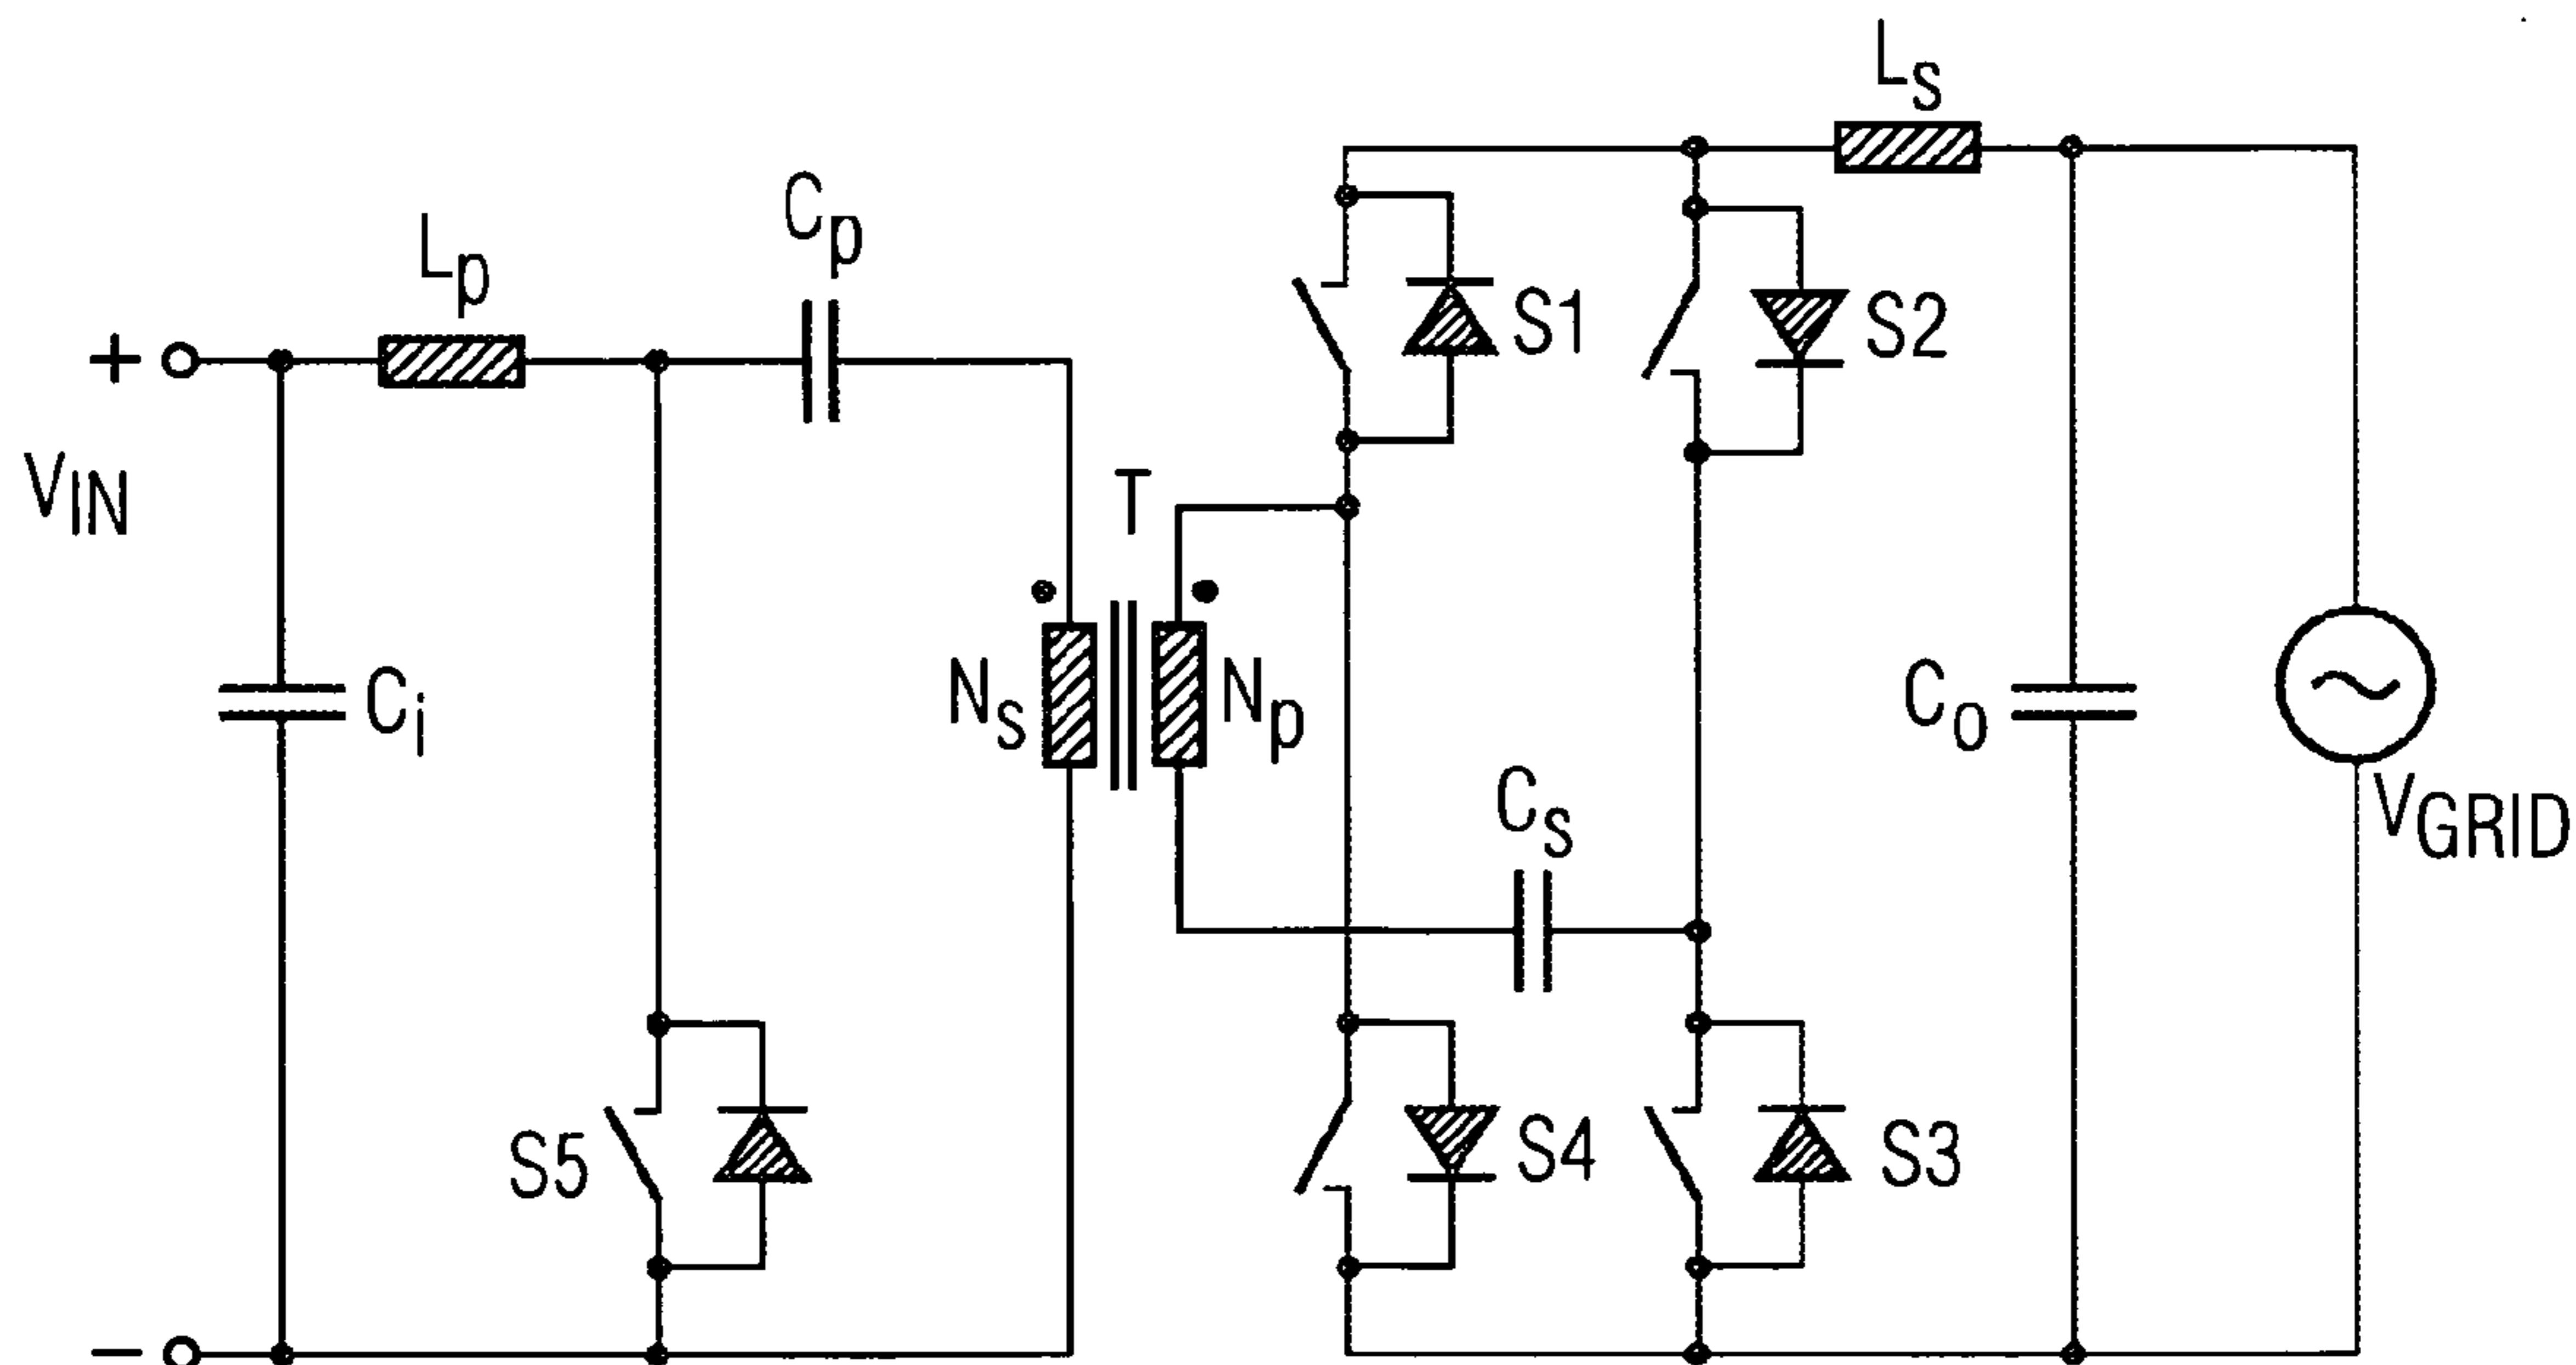 Ls
Cp
Lp
S1
S2
+
VIN
T
Ns
Np
Ci
Cs
Co
VGRID
S5
S4
S3
−